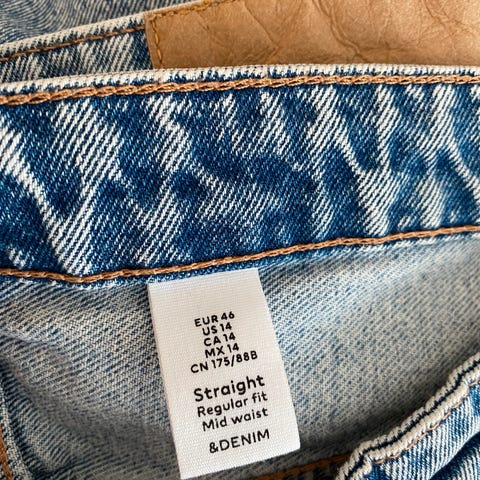 EUR 46
US 14
CA 14
MX 14
CN 175/88B
Straight
Regular fit
Mid waist
&DENIM